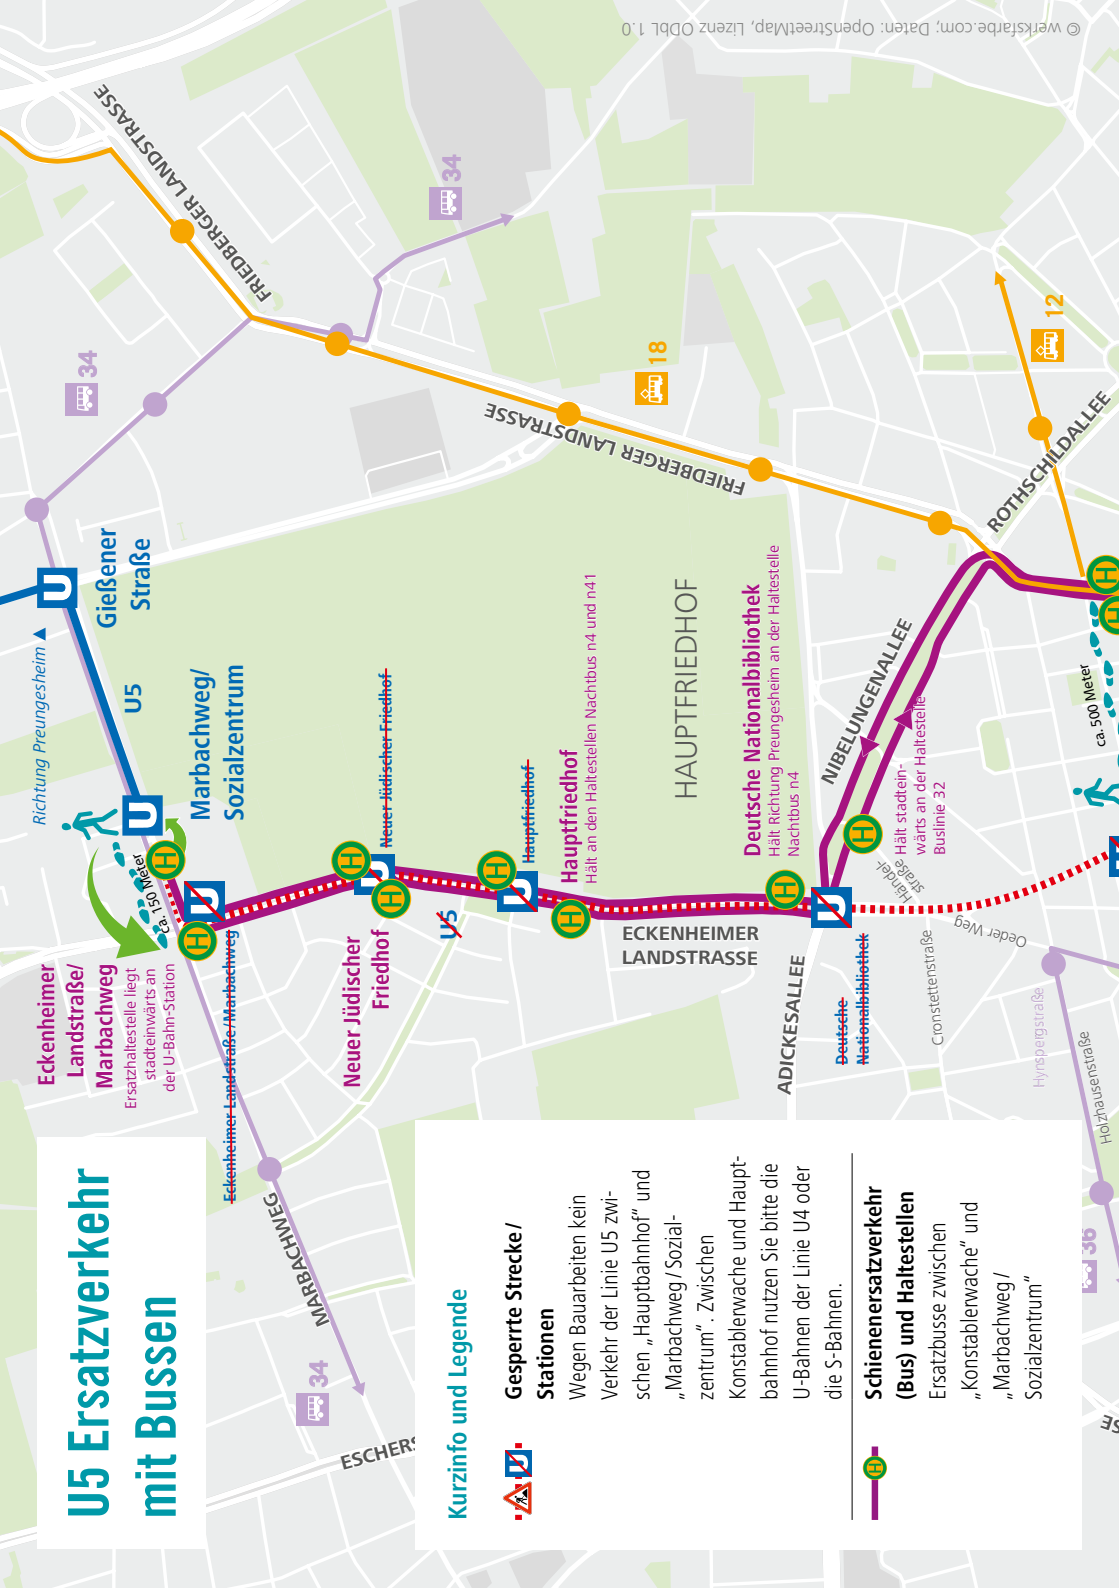 U5 Ersatzverkehr
mit Bussen
Kurzinfo und Legende
Gesperrte Strecke/
Stationen
Wegen Bauarbeiten kein
Verkehr der Linie U5 zwi-
schen „Hauptbahnhof“ und
„Marbachweg/Sozial-
zentrum“. Zwischen
Konstablerwache und Haupt-
bahnhof nutzen Sie bitte die
U-Bahnen der Linie U4 oder
die S-Bahnen.
Schienenersatzverkehr
(Bus) und Haltestellen
Ersatzbusse zwischen
„Konstablerwache“ und
„Marbachweg/
Sozialzentrum“
Eckenheimer
Landstraße/
Marbachweg
Ersatzhaltestelle liegt
stadteinwärts an
der U-Bahn-Station
Eckenheimer Landstraße/Marbachweg
ca. 150 Meter
Richtung Preungesheim
U5
Gießener
Straße
Marbachweg/
Sozialzentrum
Neuer Jüdischer
Friedhof
Neuer Jüdischer Friedhof
U5
Hauptfriedhof
Hauptfriedhof
Hält an den Haltestellen Nachtbus n4 und n41
HAUPTFRIEDHOF
ECKENHEIMER
LANDSTRASSE
Deutsche Nationalbibliothek
Hält Richtung Preungesheim an der Haltestelle
Nachtbus n4
Deutsche
Nationalbibliothek
ADICKESALLEE
NIBELUNGENALLEE
Hält stadtein-
wärts an der Haltestelle
Buslinie 32
Händel-
straße
Oeder Weg
Cronstettenstraße
Hynspergstraße
Holzhausenstraße
ca. 500 Meter
ROTHSCHILDALLEE
FRIEDBERGER LANDSTRASSE
FRIEDBERGER LANDSTRASSE
MARBACHWEG
ESCHERS
SE
34
34
34
18
12
36
U
U
U
U
U
U
U
H
H
H
H
H
H
H
H
H
H
H
H
© werksfarbe.com; Daten: OpenStreetMap, Lizenz ODbL 1.0